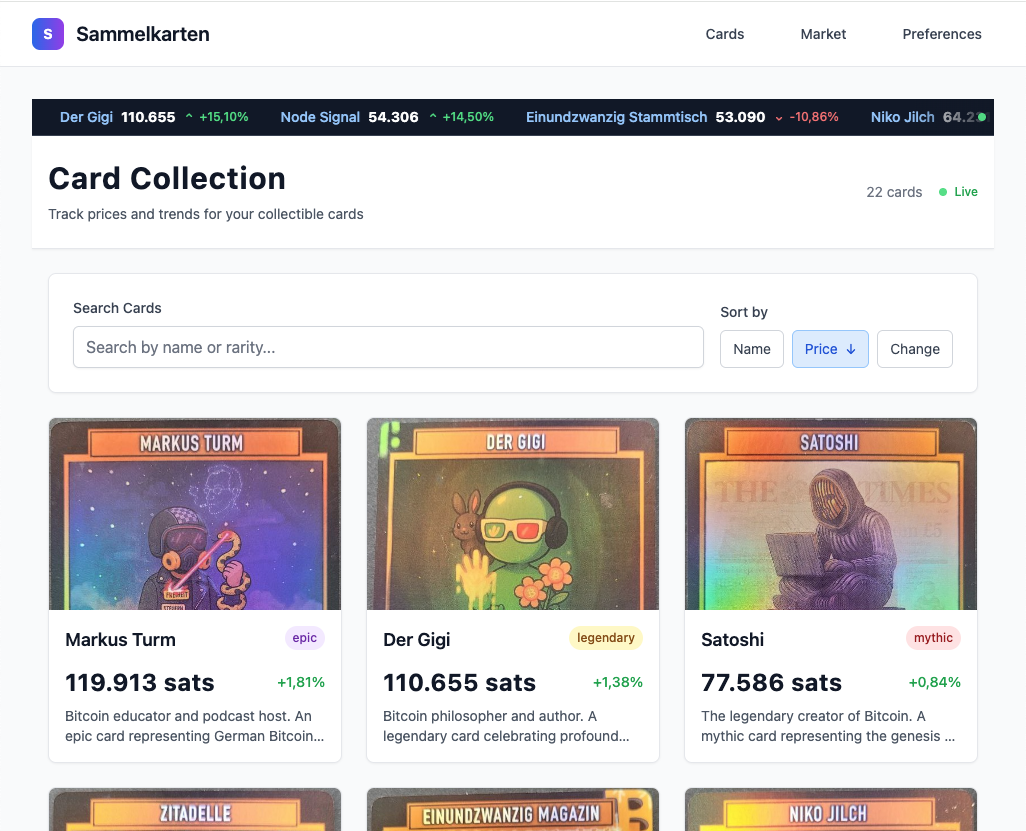 S Sammelkarten Cards Market Preferences
Der Gigi 110.655 ^ +15,10% Node Signal 54.306 ^ +14,50% Einundzwanzig Stammtisch 53.090 ⌄ -10,86% Niko Jilch 64.2
Card Collection
22 cards Live
Track prices and trends for your collectible cards
Search Cards
Sort by
Search by name or rarity...
Name Price ↓ Change
MARKUS TURM
FREIHEIT
STEUERN
DER GIGI
SATOSHI
THE TIMES
Markus Turm epic
119.913 sats +1,81%
Bitcoin educator and podcast host. An
epic card representing German Bitcoin...
Der Gigi legendary
110.655 sats +1,38%
Bitcoin philosopher and author. A
legendary card celebrating profound...
Satoshi mythic
77.586 sats +0,84%
The legendary creator of Bitcoin. A
mythic card representing the genesis ...
ZITADELLE
EINUNDZWANZIG MAGAZIN
NIKO JILCH